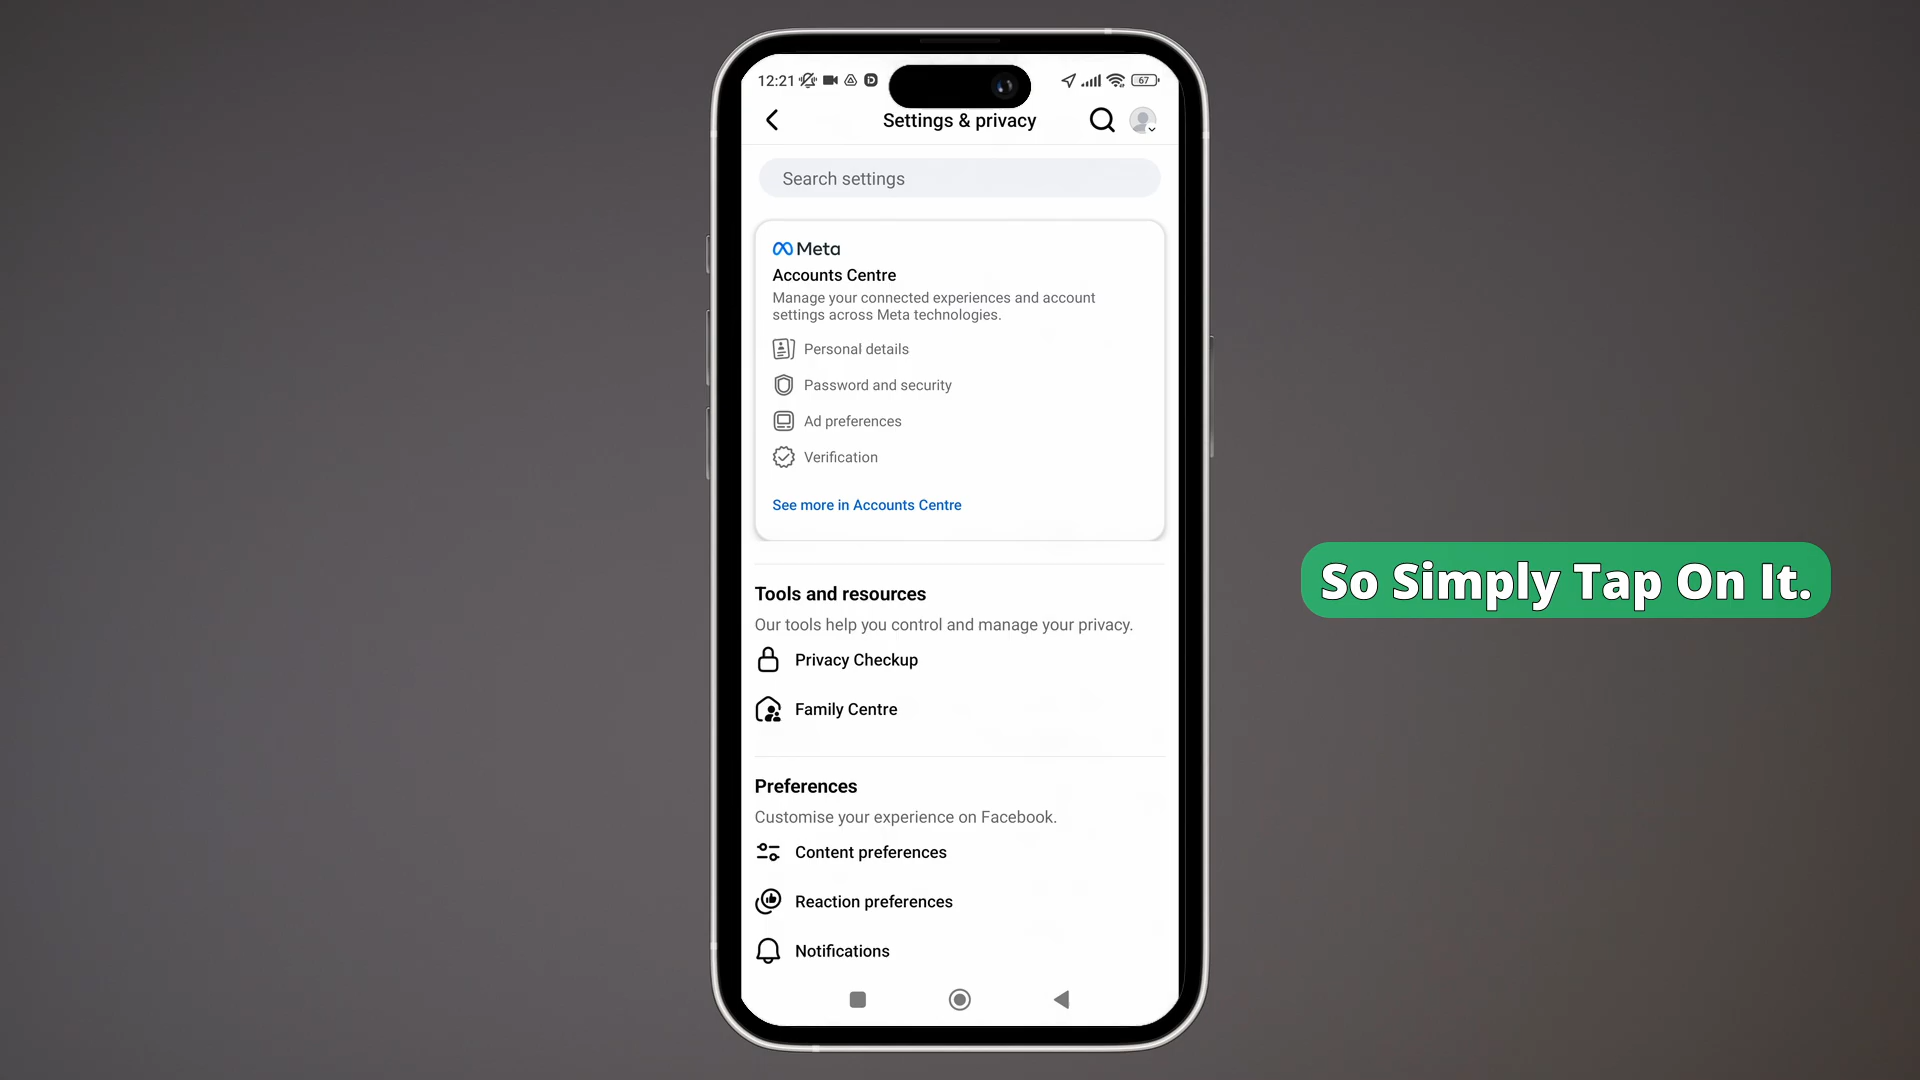 12:21
67
Settings & privacy
Search settings
Meta
Accounts Centre
Manage your connected experiences and account
settings across Meta technologies.
Personal details
Password and security
Ad preferences
Verification
See more in Accounts Centre
Tools and resources
Our tools help you control and manage your privacy.
Privacy Checkup
Family Centre
Preferences
Customise your experience on Facebook.
Content preferences
Reaction preferences
Notifications
So Simply Tap On It.